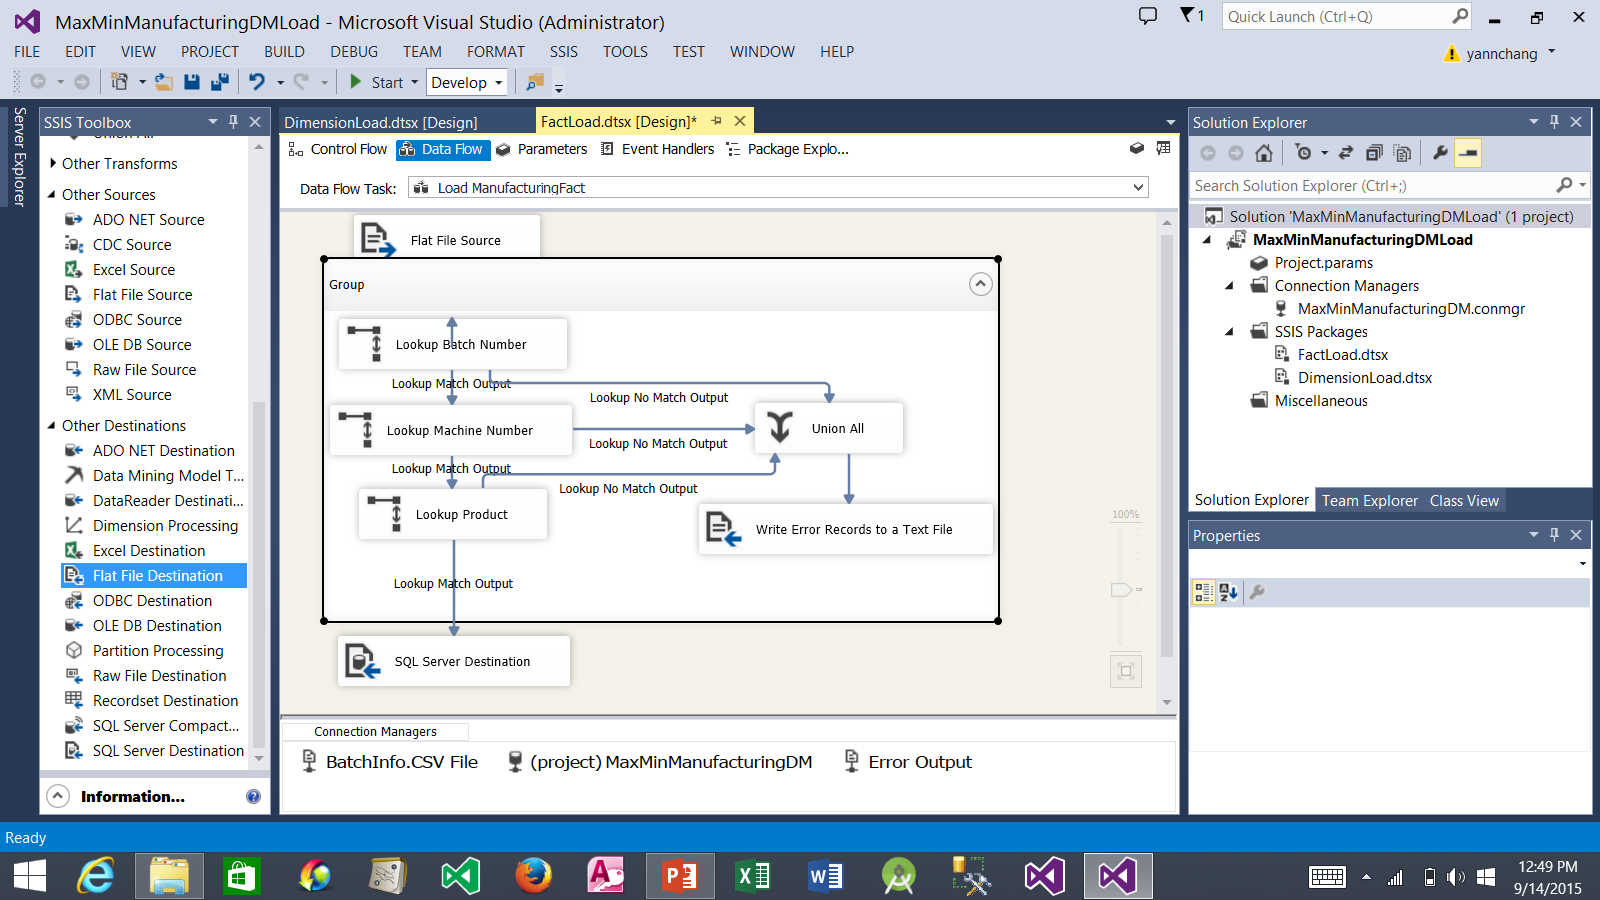 MaxMinManufacturingDMLoad - Microsoft Visual Studio (Administrator)
1
Quick Launch (Ctrl+Q)
FILE EDIT VIEW PROJECT BUILD DEBUG TEAM FORMAT SSIS TOOLS TEST WINDOW HELP
yannchang
Start
Develop
Server Explorer
SSIS Toolbox
Union All
Other Transforms
Other Sources
ADO NET Source
CDC Source
Excel Source
Flat File Source
ODBC Source
OLE DB Source
Raw File Source
XML Source
Other Destinations
ADO NET Destination
Data Mining Model T...
DataReader Destinati...
Dimension Processing
Excel Destination
Flat File Destination
ODBC Destination
OLE DB Destination
Partition Processing
Raw File Destination
Recordset Destination
SQL Server Compact...
SQL Server Destination
Information...
DimensionLoad.dtsx [Design]
FactLoad.dtsx [Design]*
Control Flow Data Flow Parameters Event Handlers Package Explo...
Data Flow Task: Load ManufacturingFact
Flat File Source
Group
Lookup Batch Number
Lookup Match Output
Lookup No Match Output
Lookup Machine Number
Union All
Lookup No Match Output
Lookup Match Output
Lookup No Match Output
Lookup Product
Write Error Records to a Text File
Lookup Match Output
SQL Server Destination
100%
Connection Managers
BatchInfo.CSV File
(project) MaxMinManufacturingDM
Error Output
Solution Explorer
Search Solution Explorer (Ctrl+;)
Solution 'MaxMinManufacturingDMLoad' (1 project)
MaxMinManufacturingDMLoad
Project.params
Connection Managers
MaxMinManufacturingDM.conmgr
SSIS Packages
FactLoad.dtsx
DimensionLoad.dtsx
Miscellaneous
Solution Explorer Team Explorer Class View
Properties
Ready
12:49 PM
9/14/2015